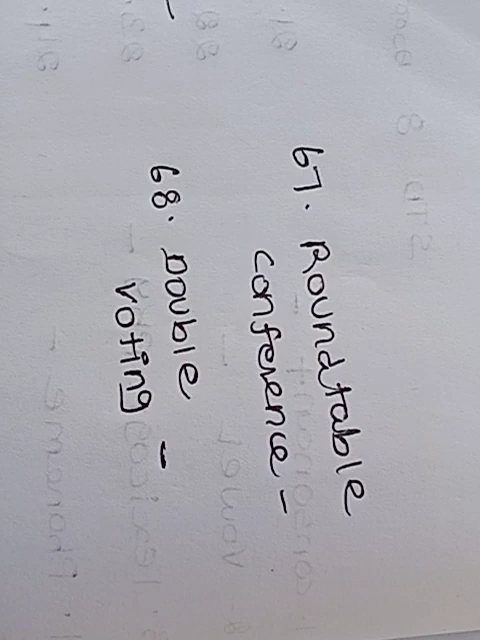 67. Roundtable
conference -
68. Double -
voting